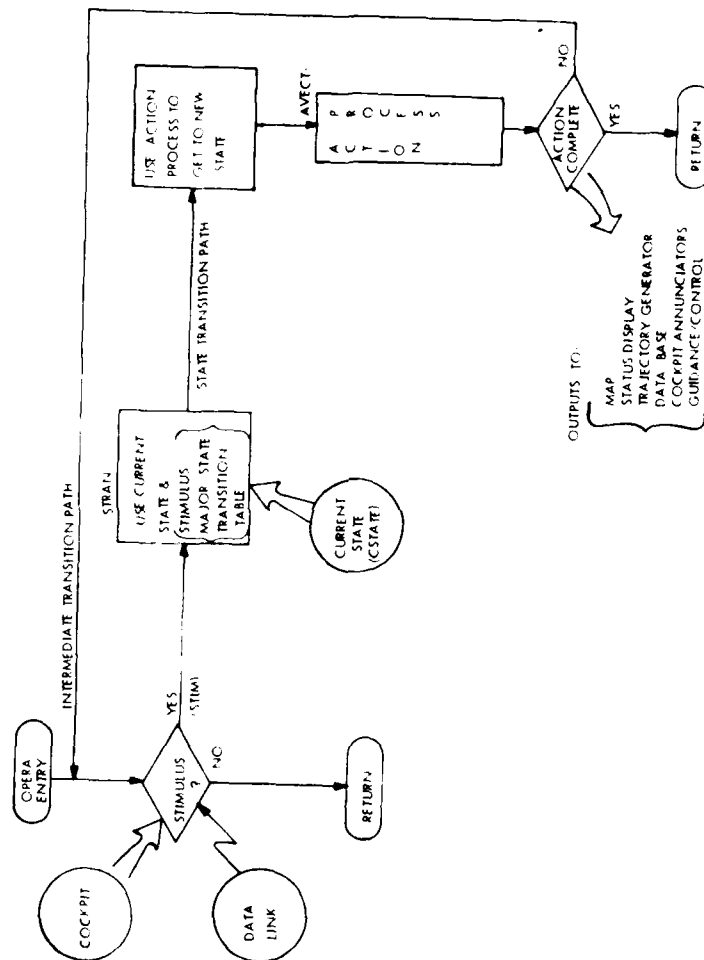 OPERA
ENTRY
INTERMEDIATE TRANSITION PATH
COCKPIT
DATA
LINK
STIMULUS
?
YES
(STIM)
NO
RETURN
STRAN
USE CURRENT
STATE &
STIMULUS
MAJOR STATE
TRANSITION
TABLE
CURRENT
STATE
(CSTATE)
STATE TRANSITION PATH
USE ACTION
PROCESS TO
GET TO NEW
STATE
AVECT
ACTION
PROCESS
ACTION
COMPLETE
NO
YES
RETURN
OUTPUTS TO:
MAP
STATUS DISPLAY
TRAJECTORY GENERATOR
DATA BASE
COCKPIT ANNUNCIATORS
GUIDANCE/CONTROL